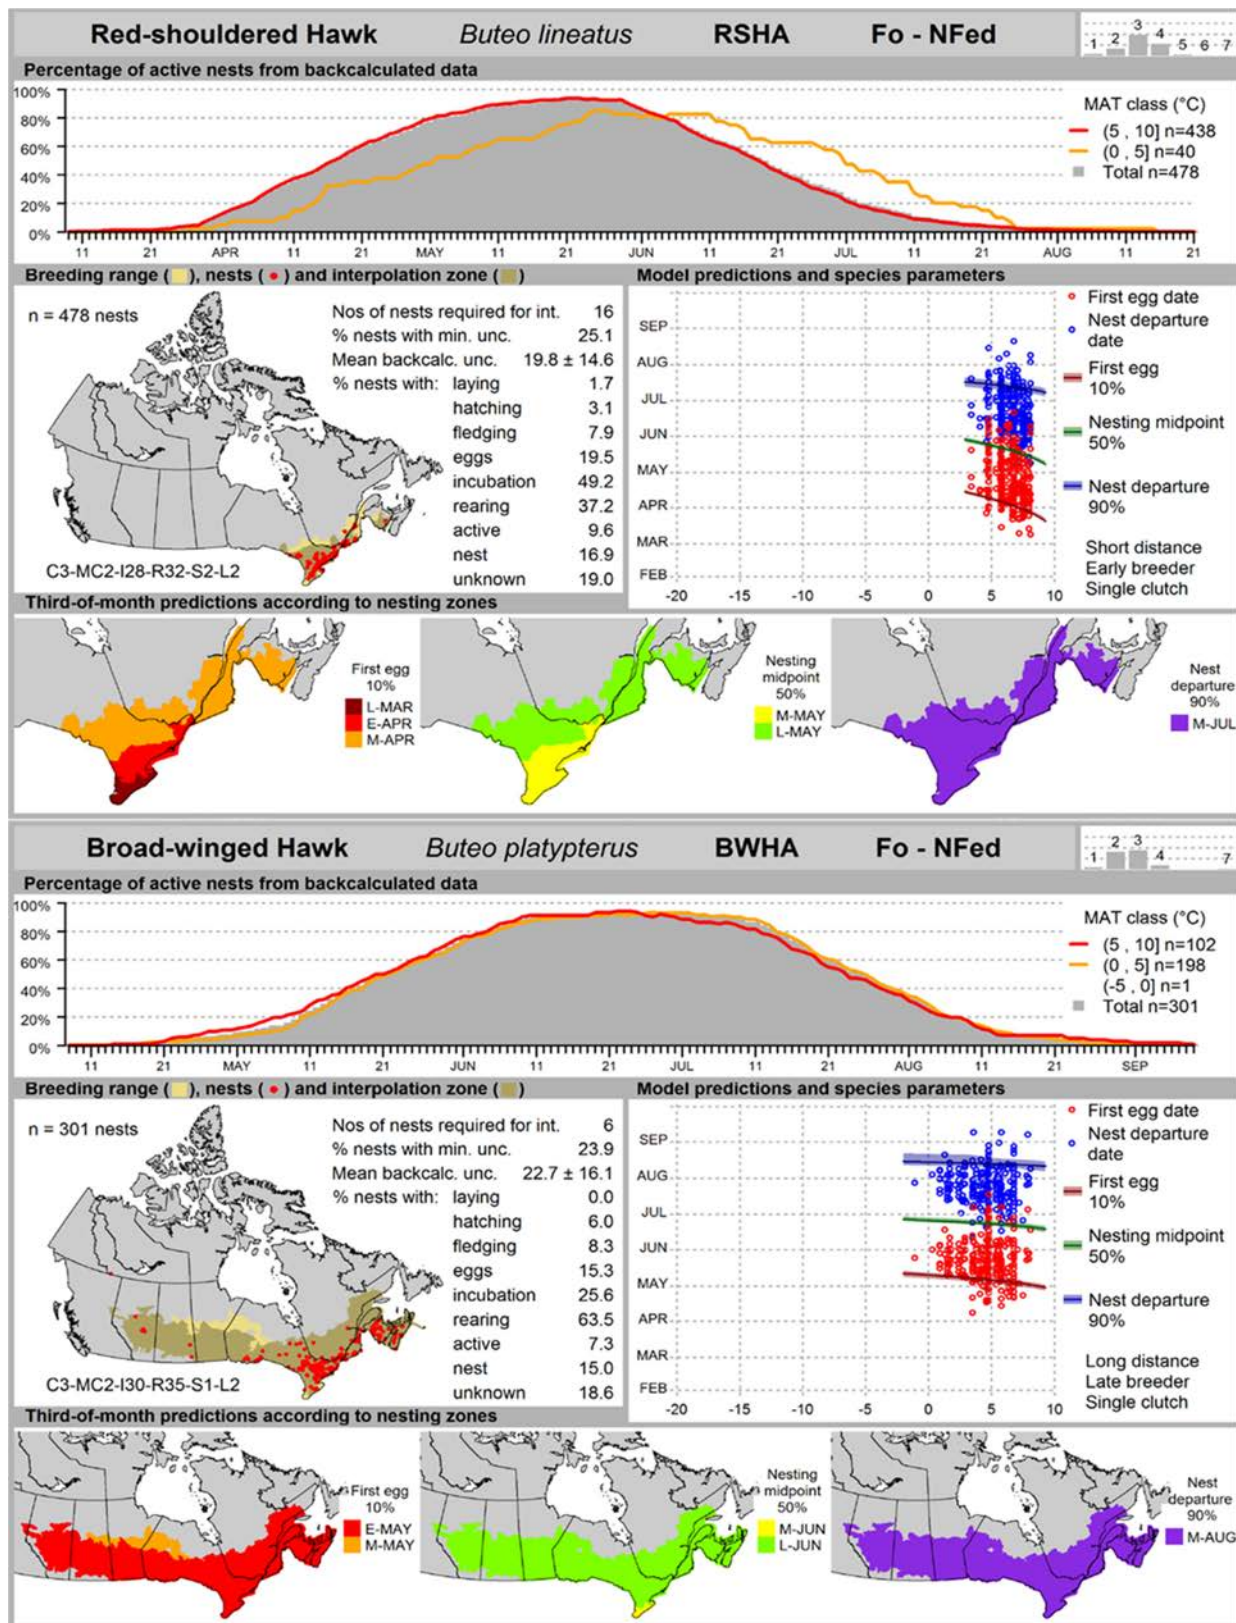 Red-shouldered Hawk Buteo lineatus RSHA Fo - NFed
1 2 3 4 5 6 7
Percentage of active nests from backcalculated data
100%
80%
60%
40%
20%
0%
11 21 APR 11 21 MAY 11 21 JUN 11 21 JUL 11 21 AUG 11 21
MAT class (°C)
(5 , 10] n=438
(0 , 5] n=40
Total n=478
Breeding range ( ), nests ( ) and interpolation zone ( )
n = 478 nests
Nos of nests required for int. 16
% nests with min. unc. 25.1
Mean backcalc. unc. 19.8 ± 14.6
% nests with: laying 1.7
hatching 3.1
fledging 7.9
eggs 19.5
incubation 49.2
rearing 37.2
active 9.6
nest 16.9
unknown 19.0
C3-MC2-I28-R32-S2-L2
Model predictions and species parameters
SEP
AUG
JUL
JUN
MAY
APR
MAR
FEB
-20 -15 -10 -5 0 5 10
First egg date
Nest departure
date
First egg
10%
Nesting midpoint
50%
Nest departure
90%
Short distance
Early breeder
Single clutch
Third-of-month predictions according to nesting zones
First egg
10%
L-MAR
E-APR
M-APR
Nesting
midpoint
50%
M-MAY
L-MAY
Nest
departure
90%
M-JUL
Broad-winged Hawk Buteo platypterus BWHA Fo - NFed
1 2 3 4 7
Percentage of active nests from backcalculated data
100%
80%
60%
40%
20%
0%
11 21 MAY 11 21 JUN 11 21 JUL 11 21 AUG 11 21 SEP
MAT class (°C)
(5 , 10] n=102
(0 , 5] n=198
(-5 , 0] n=1
Total n=301
Breeding range ( ), nests ( ) and interpolation zone ( )
n = 301 nests
Nos of nests required for int. 6
% nests with min. unc. 23.9
Mean backcalc. unc. 22.7 ± 16.1
% nests with: laying 0.0
hatching 6.0
fledging 8.3
eggs 15.3
incubation 25.6
rearing 63.5
active 7.3
nest 15.0
unknown 18.6
C3-MC2-I30-R35-S1-L2
Model predictions and species parameters
SEP
AUG
JUL
JUN
MAY
APR
MAR
FEB
-20 -15 -10 -5 0 5 10
First egg date
Nest departure
date
First egg
10%
Nesting midpoint
50%
Nest departure
90%
Long distance
Late breeder
Single clutch
Third-of-month predictions according to nesting zones
First egg
10%
E-MAY
M-MAY
Nesting
midpoint
50%
M-JUN
L-JUN
Nest
departure
90%
M-AUG